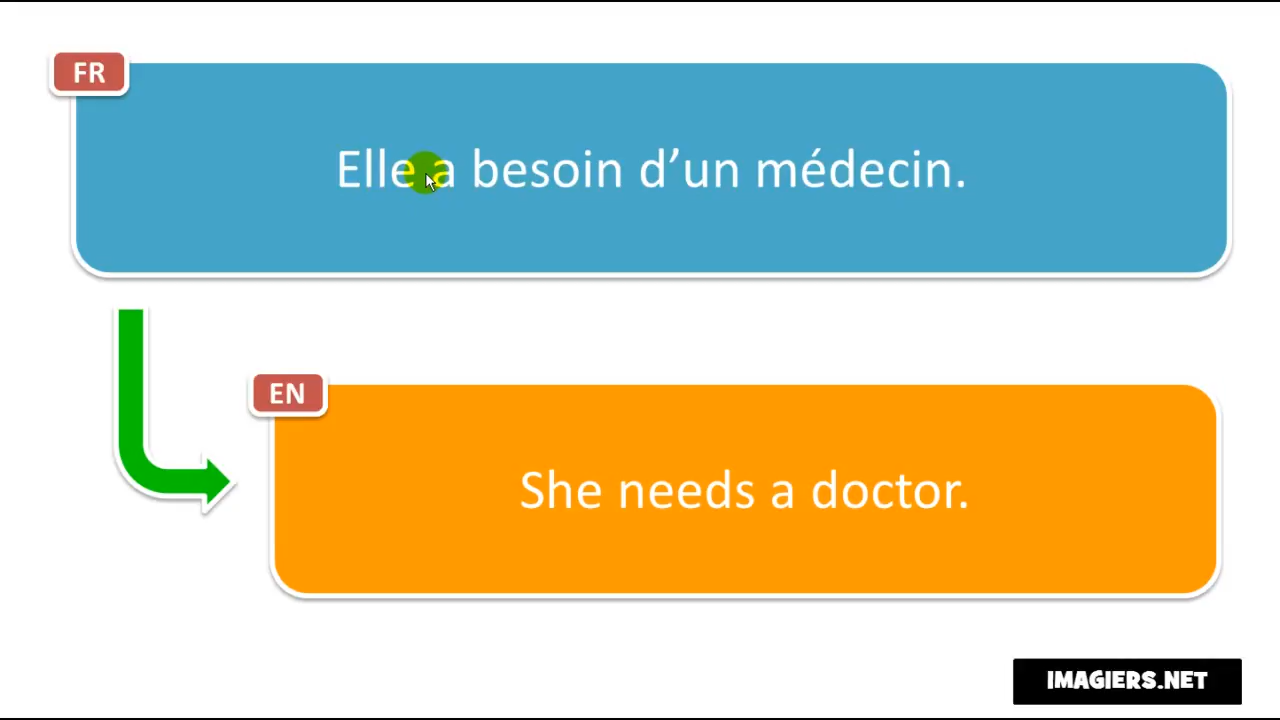 FR
Elle a besoin d’un médecin.
EN
She needs a doctor.
IMAGIERS.NET